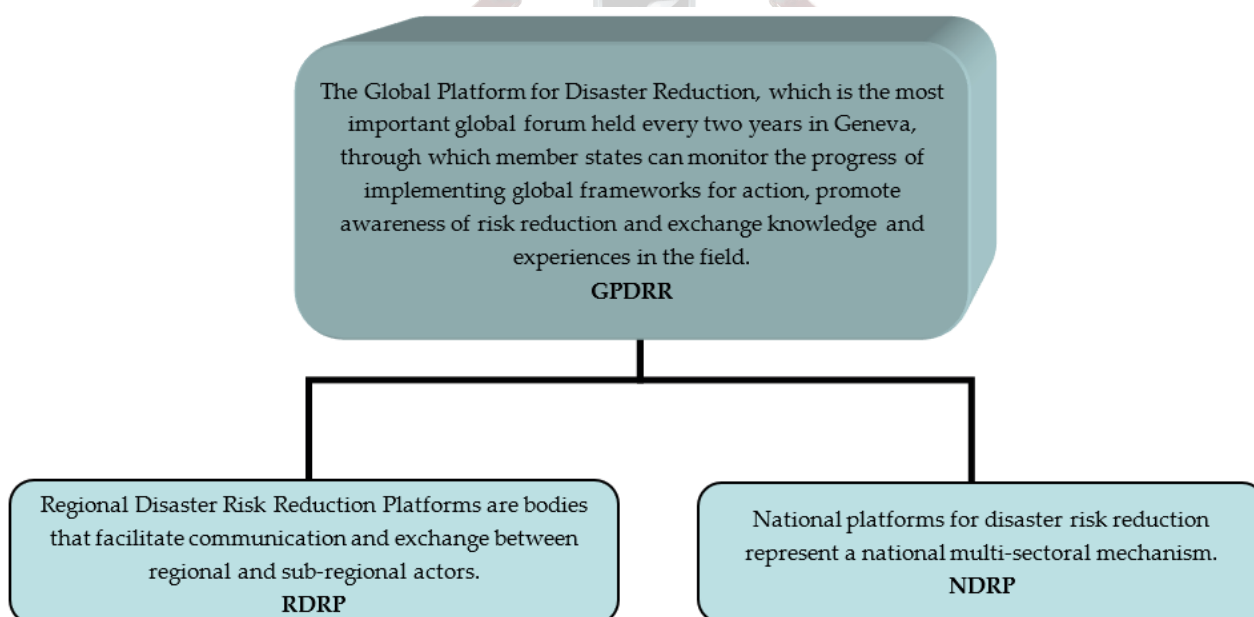 The Global Platform for Disaster Reduction, which is the most
important global forum held every two years in Geneva,
through which member states can monitor the progress of
implementing global frameworks for action, promote
awareness of risk reduction and exchange knowledge and
experiences in the field.
GPDRR
Regional Disaster Risk Reduction Platforms are bodies
that facilitate communication and exchange between
regional and sub-regional actors.
RDRP
National platforms for disaster risk reduction
represent a national multi-sectoral mechanism.
NDRP